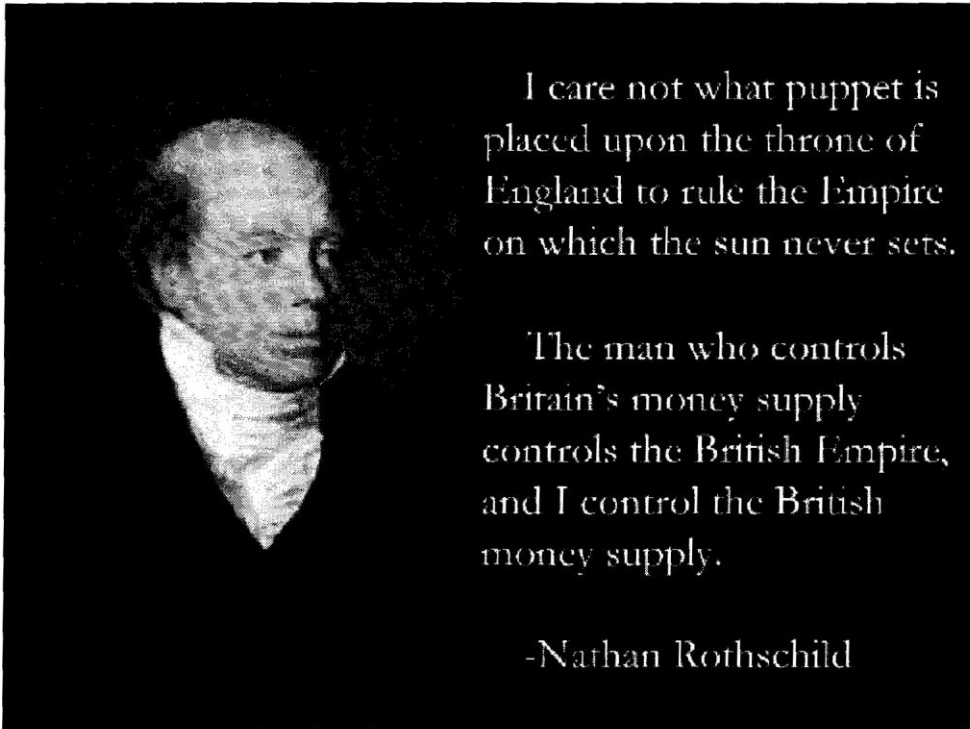 I care not what puppet is
placed upon the throne of
England to rule the Empire
on which the sun never sets.
The man who controls
Britain's money supply
controls the British Empire,
and I control the British
money supply.
-Nathan Rothschild